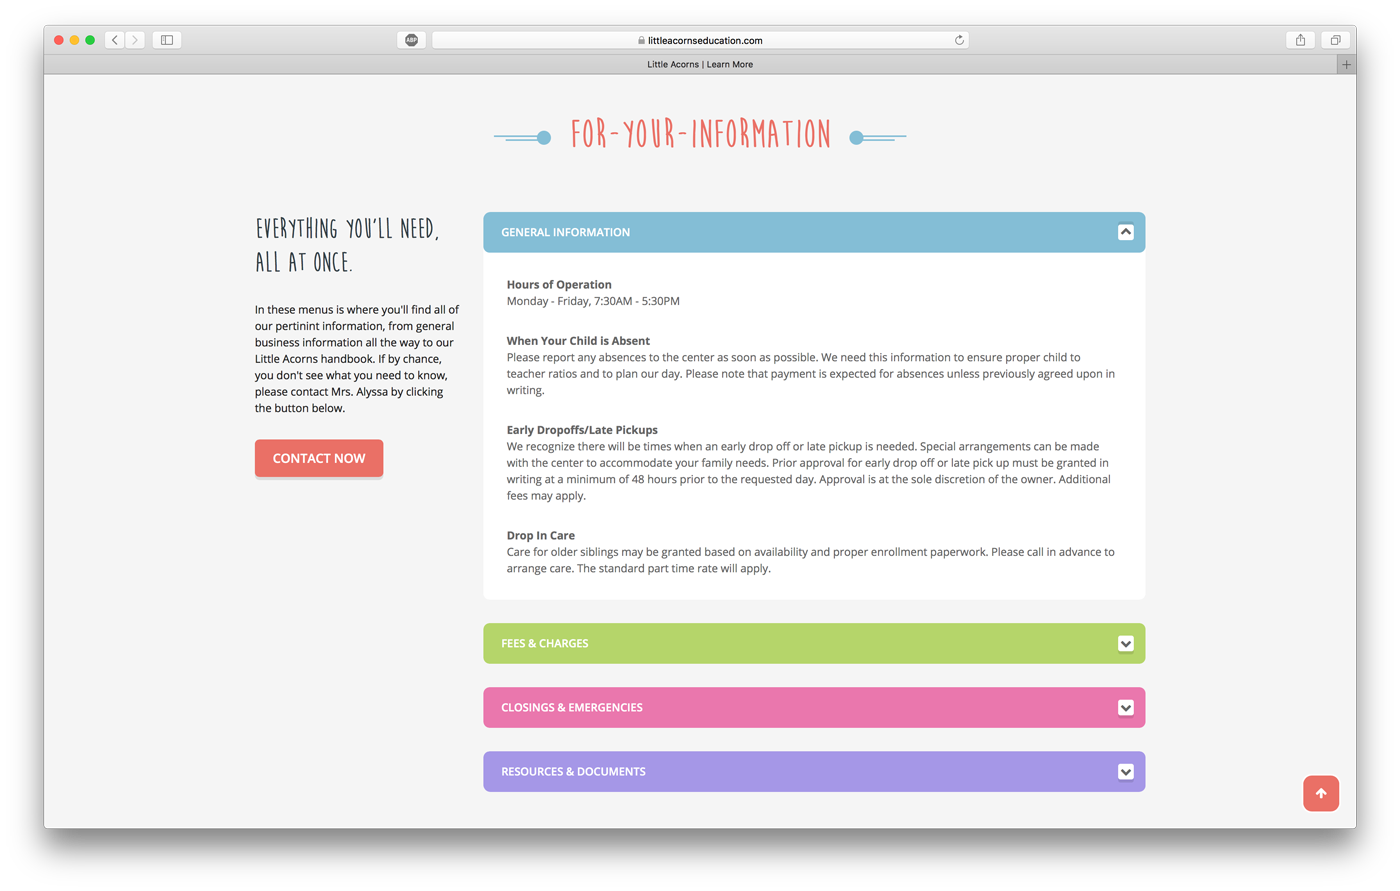 ABP
littleacornseducation.com
Little Acorns | Learn More
FOR-YOUR-INFORMATION
EVERYTHING YOU'LL NEED,
ALL AT ONCE.
In these menus is where you'll find all of
our pertinint information, from general
business information all the way to our
Little Acorns handbook. If by chance,
you don't see what you need to know,
please contact Mrs. Alyssa by clicking
the button below.
CONTACT NOW
GENERAL INFORMATION
Hours of Operation
Monday - Friday, 7:30AM - 5:30PM
When Your Child is Absent
Please report any absences to the center as soon as possible. We need this information to ensure proper child to
teacher ratios and to plan our day. Please note that payment is expected for absences unless previously agreed upon in
writing.
Early Dropoffs/Late Pickups
We recognize there will be times when an early drop off or late pickup is needed. Special arrangements can be made
with the center to accommodate your family needs. Prior approval for early drop off or late pick up must be granted in
writing at a minimum of 48 hours prior to the requested day. Approval is at the sole discretion of the owner. Additional
fees may apply.
Drop In Care
Care for older siblings may be granted based on availability and proper enrollment paperwork. Please call in advance to
arrange care. The standard part time rate will apply.
FEES & CHARGES
CLOSINGS & EMERGENCIES
RESOURCES & DOCUMENTS